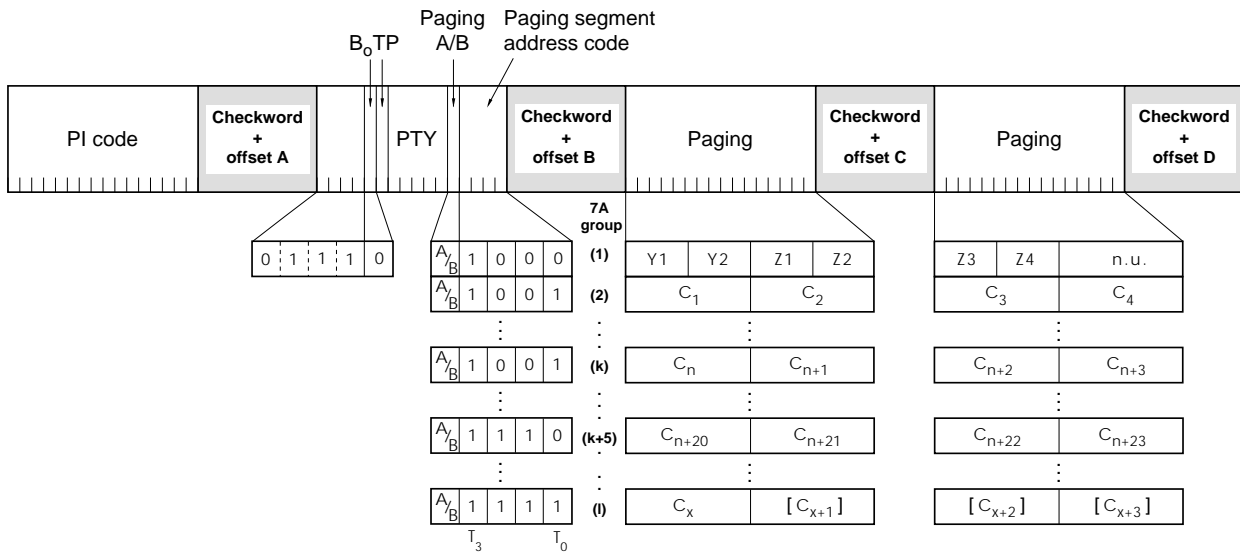 Paging A/B
Paging segment address code
BoTP
PI code
Checkword + offset A
PTY
Checkword + offset B
Paging
Checkword + offset C
Paging
Checkword + offset D
7A group
0 1 1 1 0
A/B 1 0 0 0 (1) Y1 Y2 Z1 Z2 Z3 Z4 n.u.
A/B 1 0 0 1 (2) C1 C2 C3 C4
A/B 1 0 0 1 (k) Cn Cn+1 Cn+2 Cn+3
A/B 1 1 1 0 (k+5) Cn+20 Cn+21 Cn+22 Cn+23
A/B 1 1 1 1 (l) Cx [Cx+1] [Cx+2] [Cx+3]
T3 T0